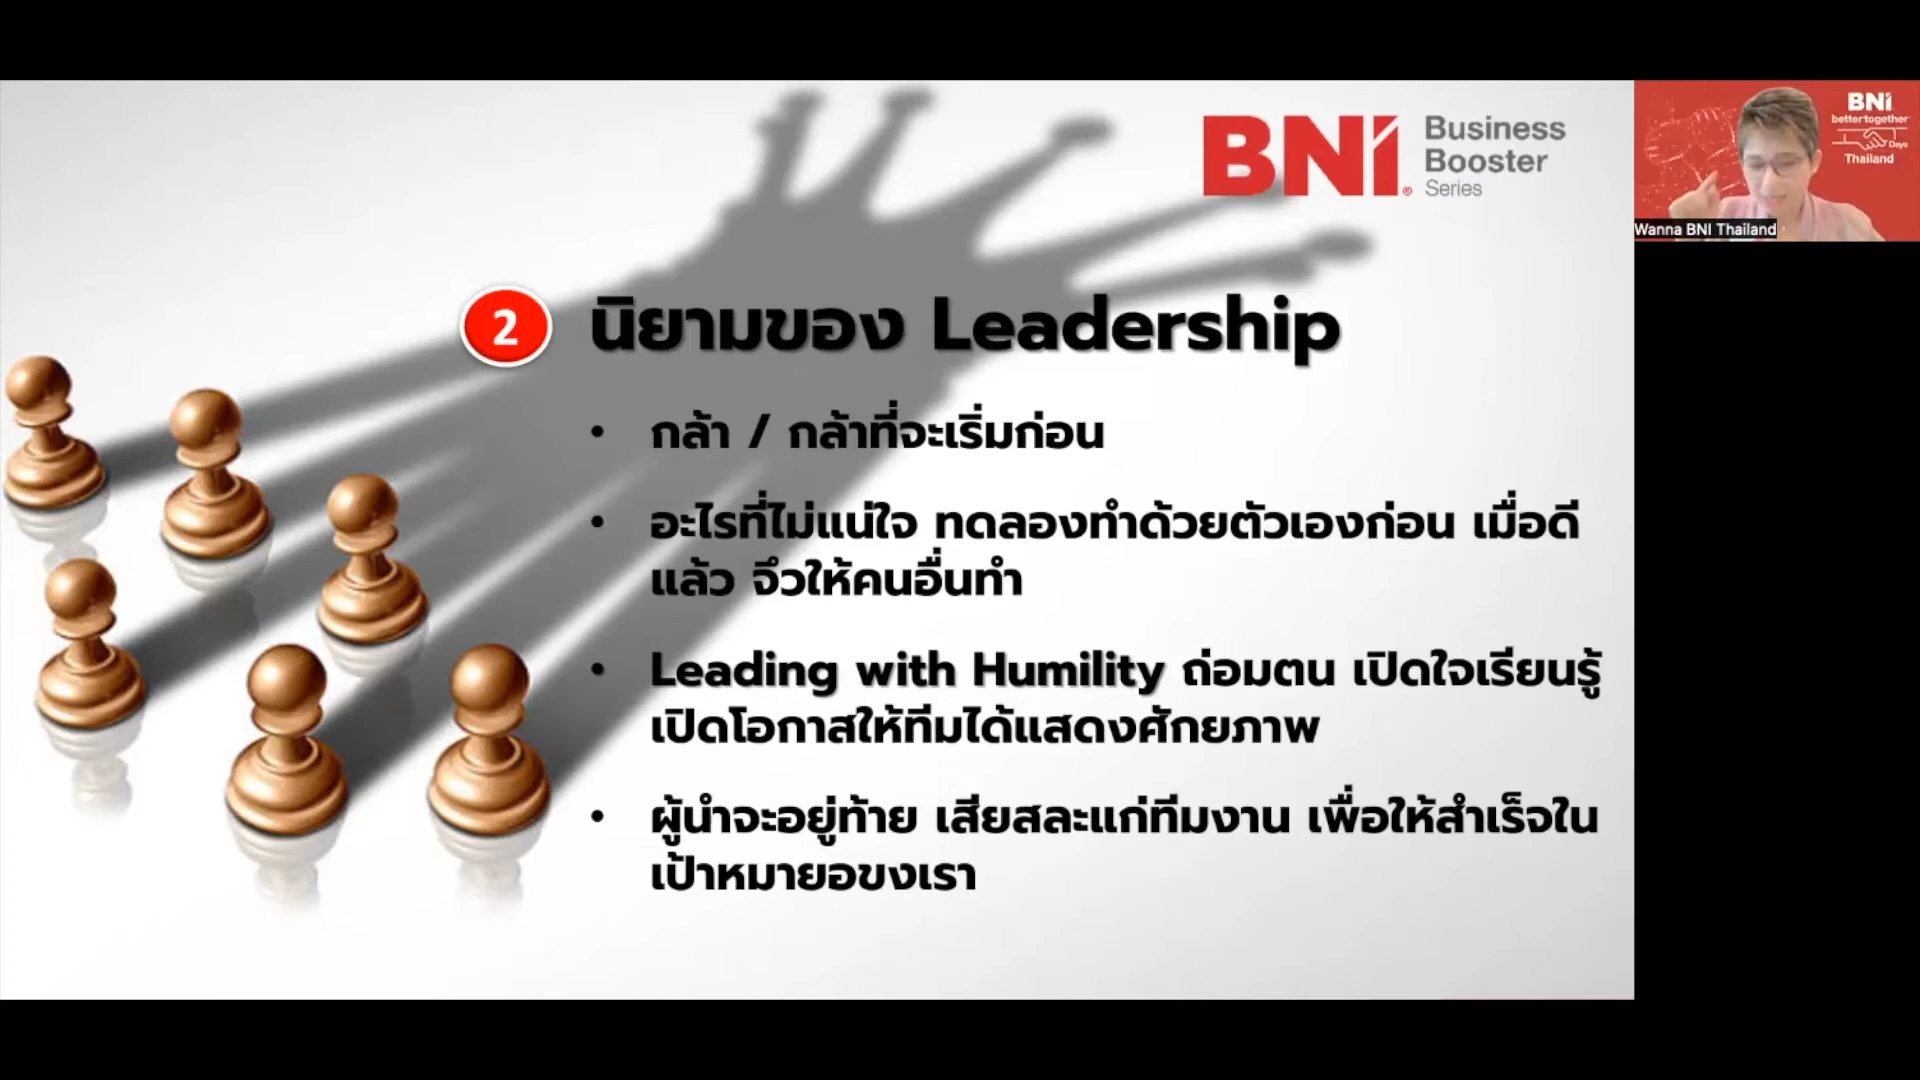 BNI® Business
Booster
Series
BNI
bettertogether
Days
Thailand
Wanna BNI Thailand
2 นิยามของ Leadership
• กล้า / กล้าที่จะเริ่มก่อน
• อะไรที่ไม่แน่ใจ ทดลองทำด้วยตัวเองก่อน เมื่อดี
แล้ว จึวให้คนอื่นทำ
• Leading with Humility ถ่อมตน เปิดใจเรียนรู้
เปิดโอกาสให้ทีมได้แสดงศักยภาพ
• ผู้นำจะอยู่ท้าย เสียสละแก่ทีมงาน เพื่อให้สำเร็จใน
เป้าหมายอขงเรา